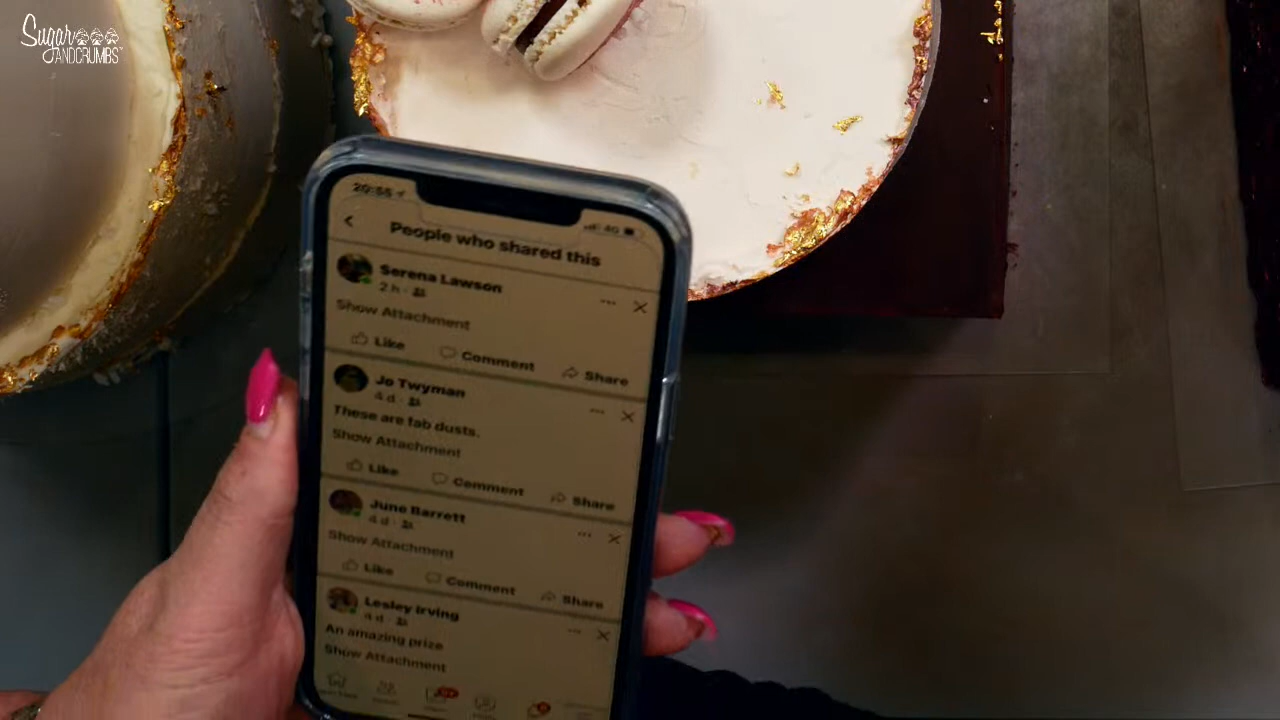 Sugar
ANDCRUMBS
20:55
4G
People who shared this
Serena Lawson
2 h
Show Attachment
Like Comment Share
Jo Twyman
4 d
These are fab dusts.
Show Attachment
Like Comment Share
June Barrett
4 d
Show Attachment
Like Comment Share
Lesley Irving
4 d
An amazing prize
Show Attachment